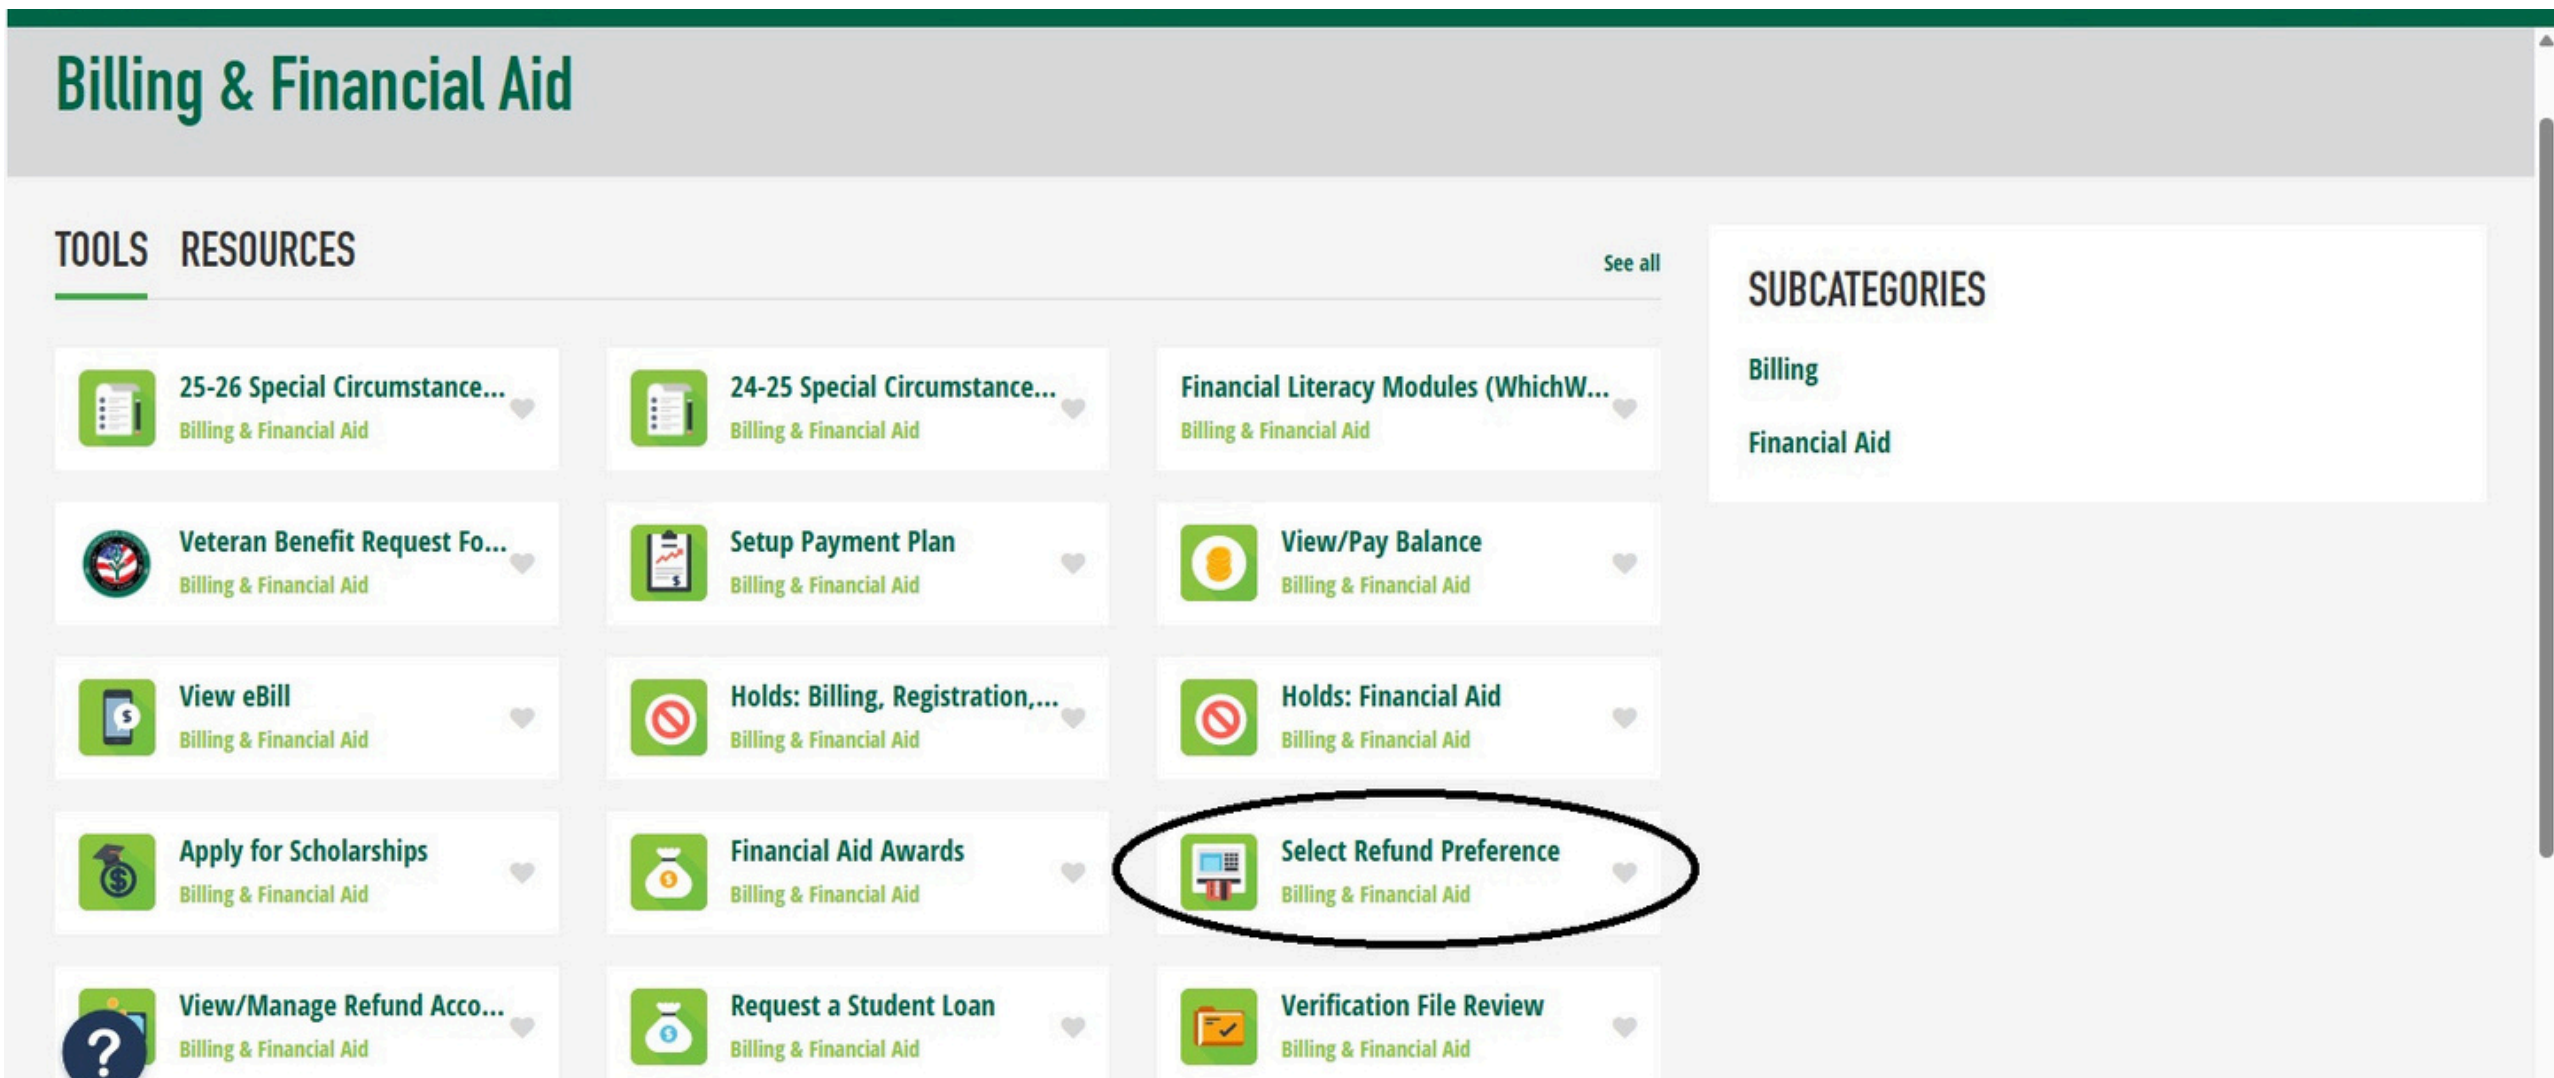 Billing & Financial Aid
TOOLS RESOURCES
See all
25-26 Special Circumstance...
Billing & Financial Aid
24-25 Special Circumstance...
Billing & Financial Aid
Financial Literacy Modules (WhichW...
Billing & Financial Aid
Veteran Benefit Request Fo...
Billing & Financial Aid
Setup Payment Plan
Billing & Financial Aid
View/Pay Balance
Billing & Financial Aid
View eBill
Billing & Financial Aid
Holds: Billing, Registration,...
Billing & Financial Aid
Holds: Financial Aid
Billing & Financial Aid
Apply for Scholarships
Billing & Financial Aid
Financial Aid Awards
Billing & Financial Aid
Select Refund Preference
Billing & Financial Aid
View/Manage Refund Acco...
Billing & Financial Aid
Request a Student Loan
Billing & Financial Aid
Verification File Review
Billing & Financial Aid
?
SUBCATEGORIES
Billing
Financial Aid